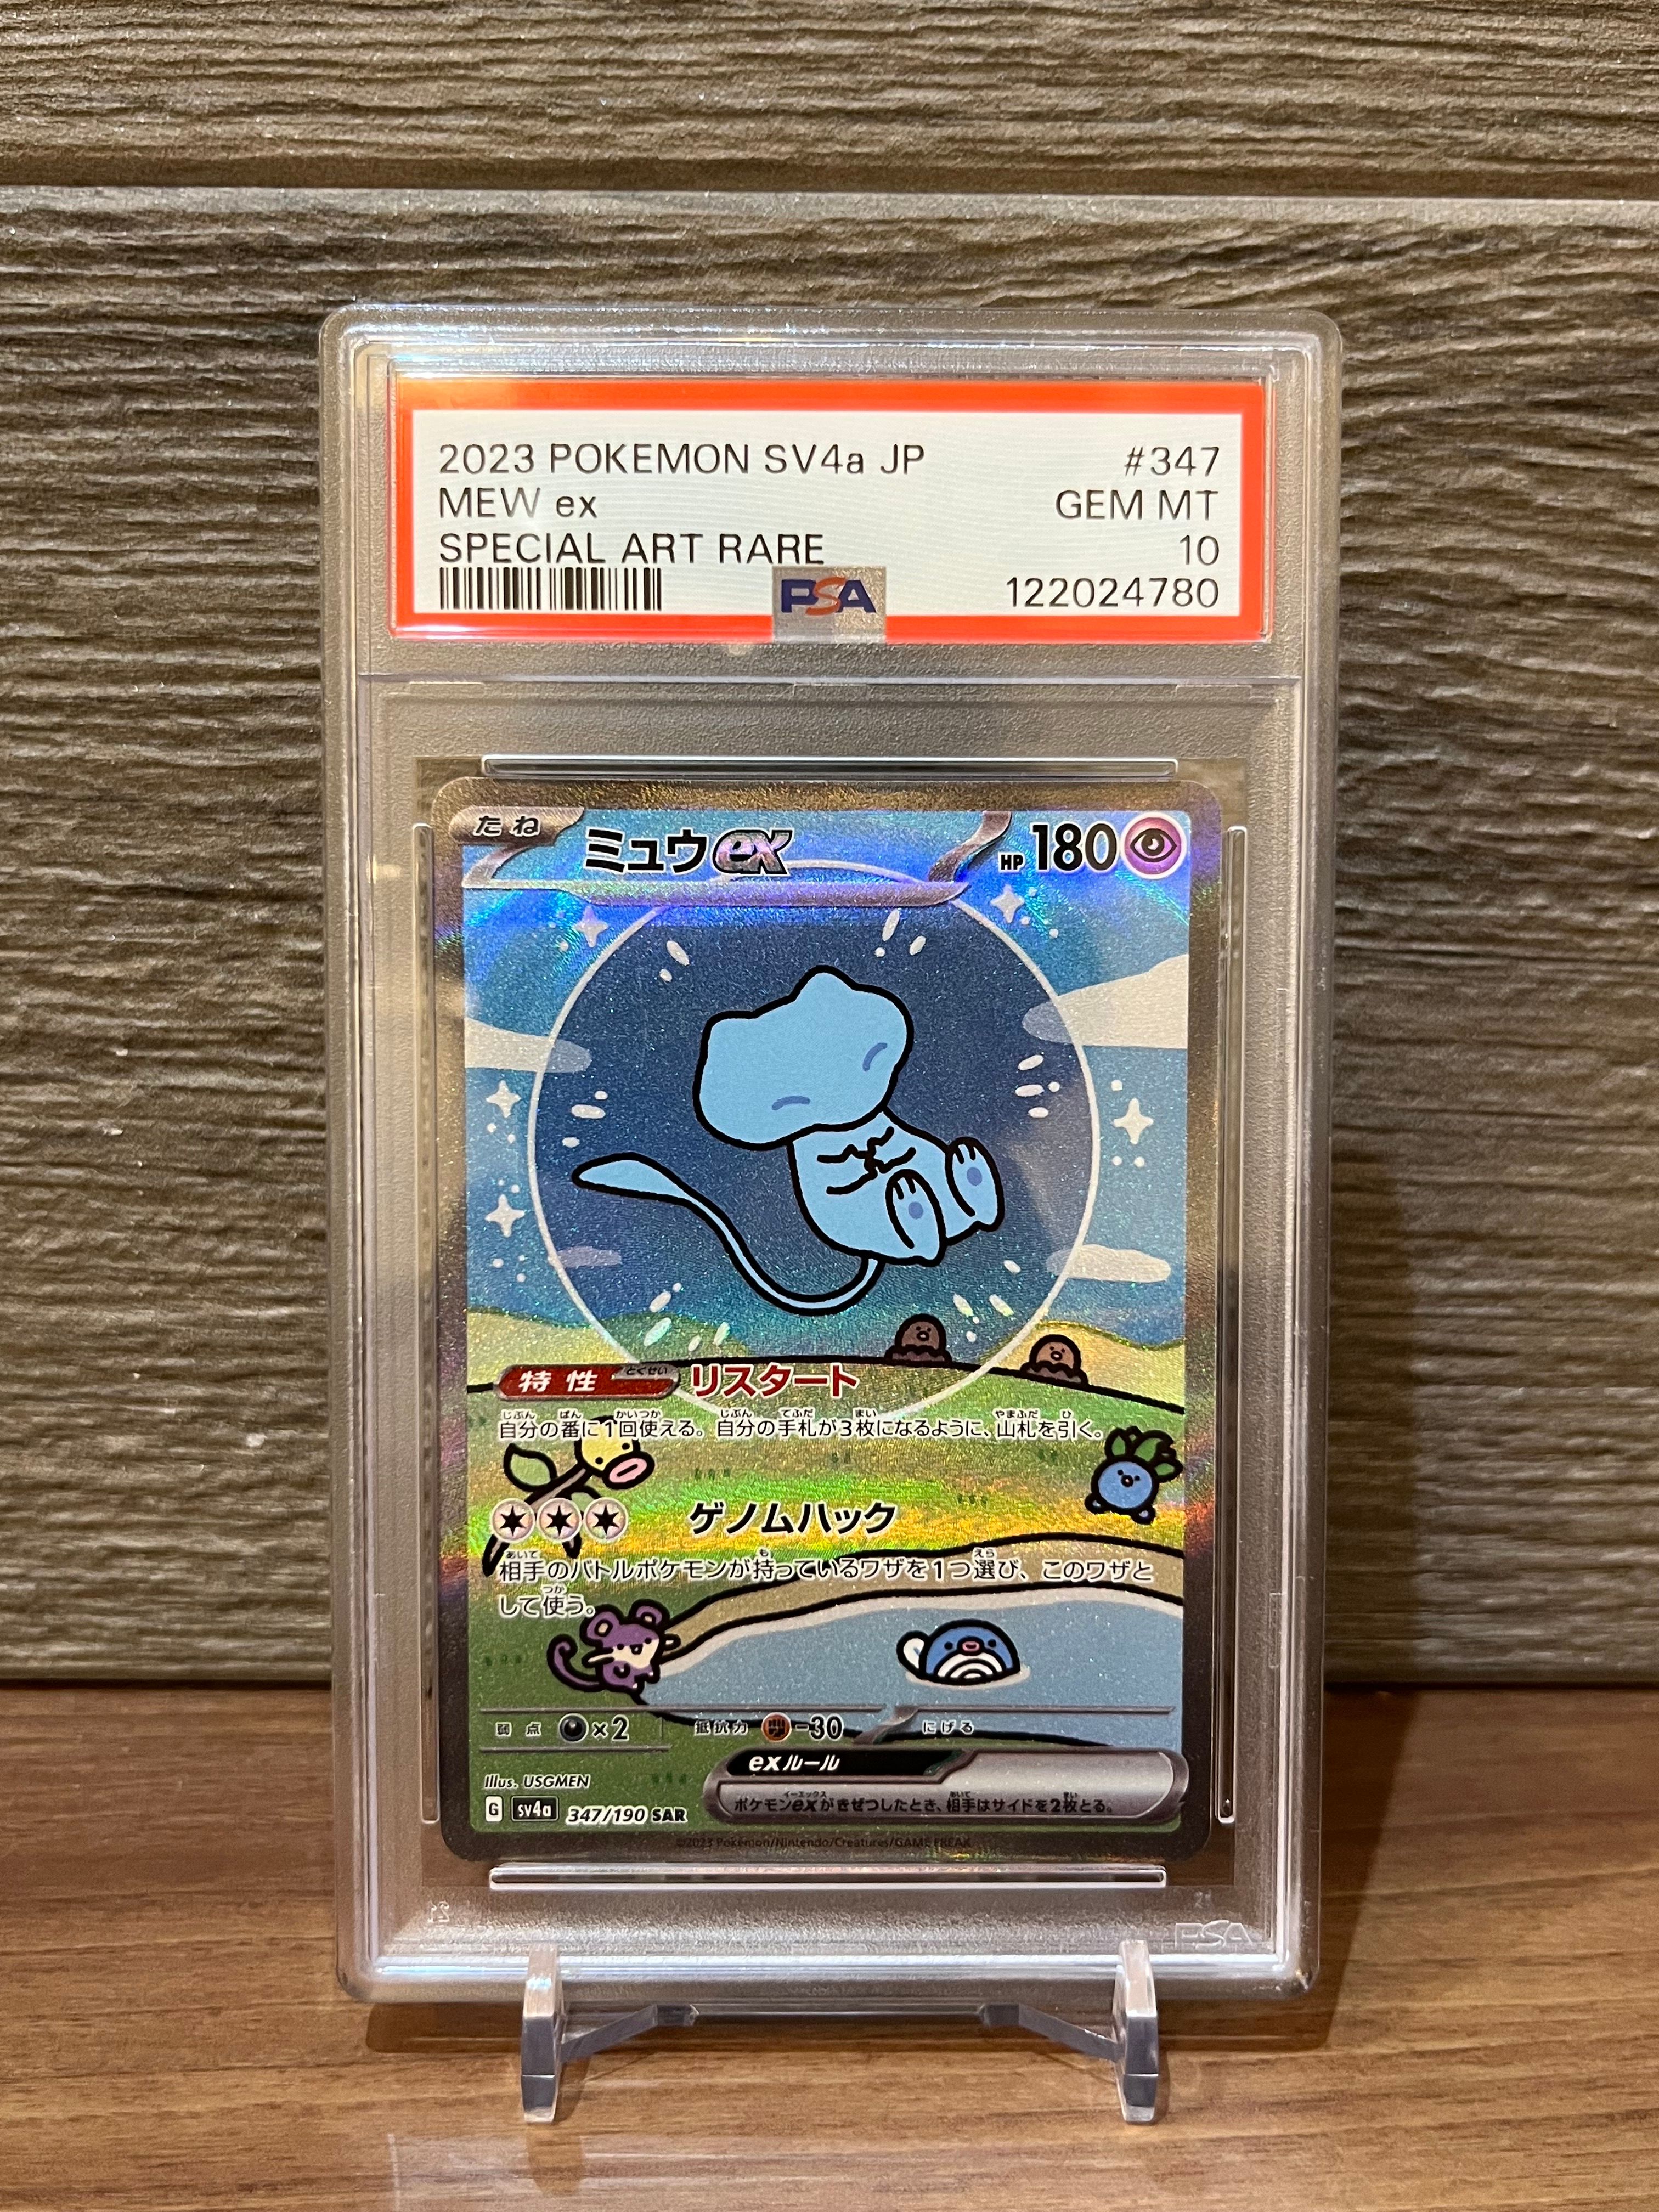 2023 POKEMON SV4a JP #347
MEW ex GEM MT
SPECIAL ART RARE 10
PSA 122024780
たね ミュウex HP 180
特性 とくせい リスタート
自分の番に1回使える。自分の手札が3枚になるように、山札を引く。
ゲノムハック
相手のバトルポケモンが持っているワザを1つ選び、このワザと
して使う。
弱点 ×2 抵抗力 -30 にげる
exルール
ポケモンexがきぜつしたとき、相手はサイドを2枚とる。
Illus. USGMEN
G sv4a 347/190 SAR
©2023 Pokémon/Nintendo/Creatures/GAME FREAK
PSA